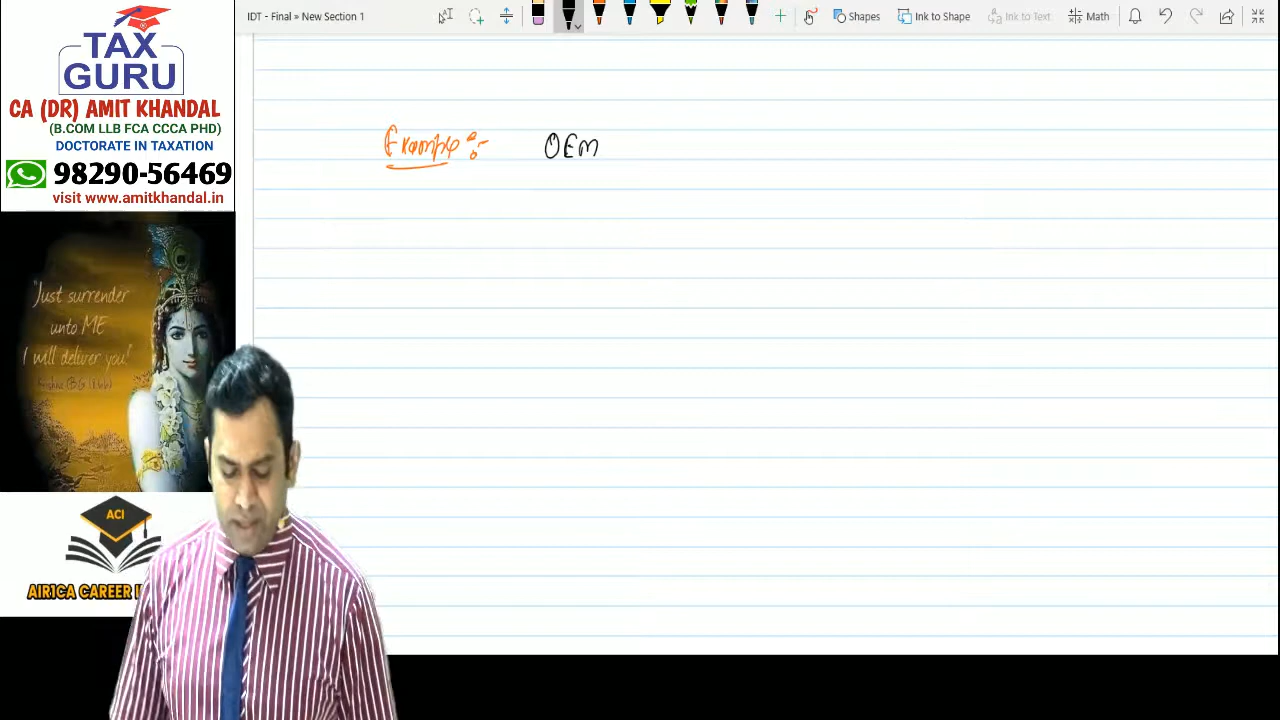 IDT - Final » New Section 1
Shapes
Ink to Shape
Ink to Text
Math
TAX
GURU
CA (DR) AMIT KHANDAL
(B.COM LLB FCA CCCA PHD)
DOCTORATE IN TAXATION
98290-56469
visit www.amitkhandal.in
Example :-
OEM
"Just surrender
unto ME
I will deliver you"
ACI
AIR1CA CAREER